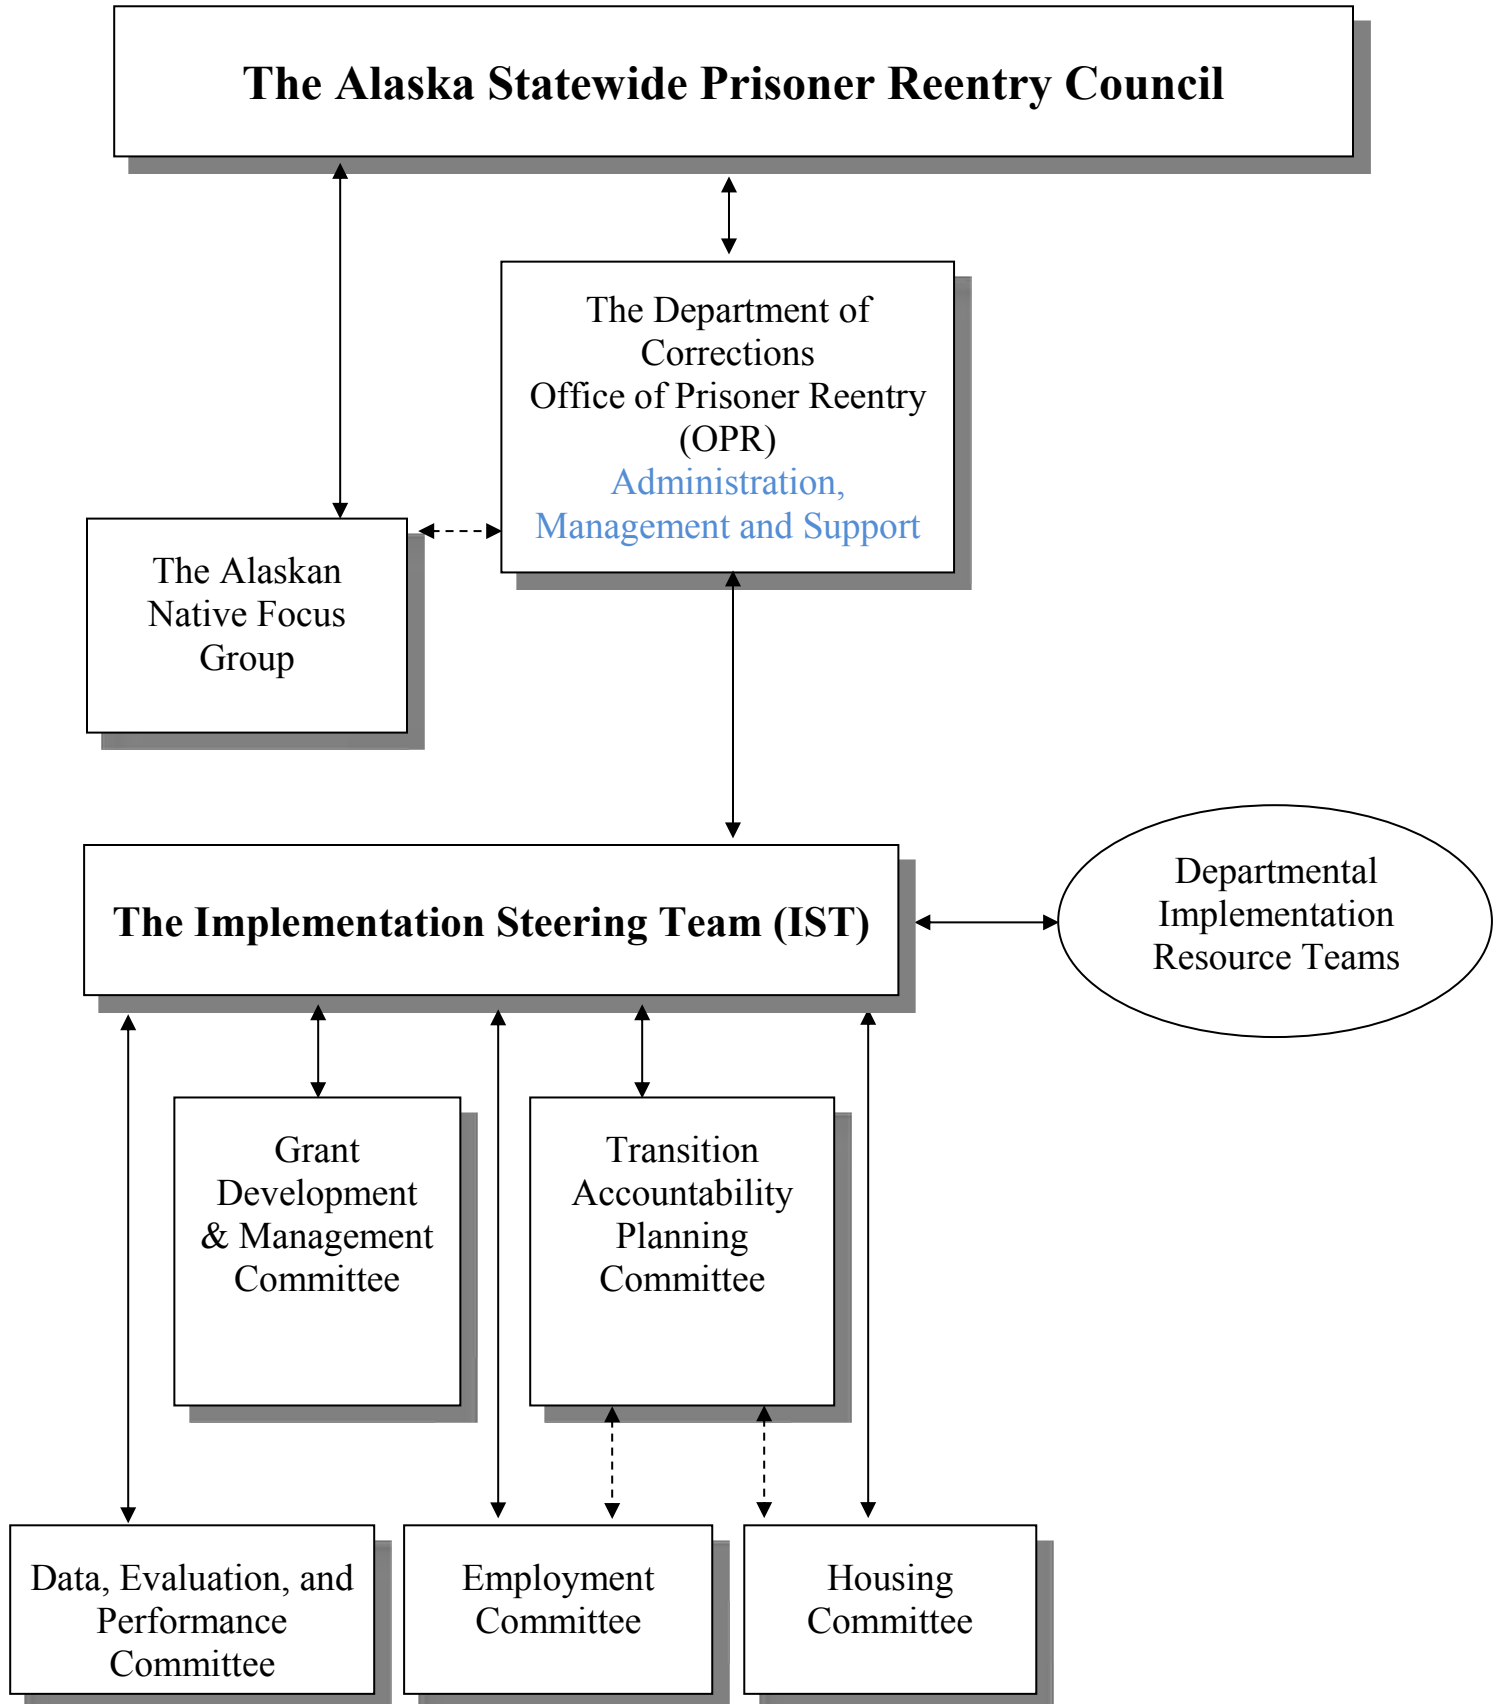 The Alaska Statewide Prisoner Reentry Council
The Department of
Corrections
Office of Prisoner Reentry
(OPR)
Administration,
Management and Support
The Alaskan
Native Focus
Group
The Implementation Steering Team (IST)
Departmental
Implementation
Resource Teams
Grant
Development
& Management
Committee
Transition
Accountability
Planning
Committee
Data, Evaluation, and
Performance
Committee
Employment
Committee
Housing
Committee